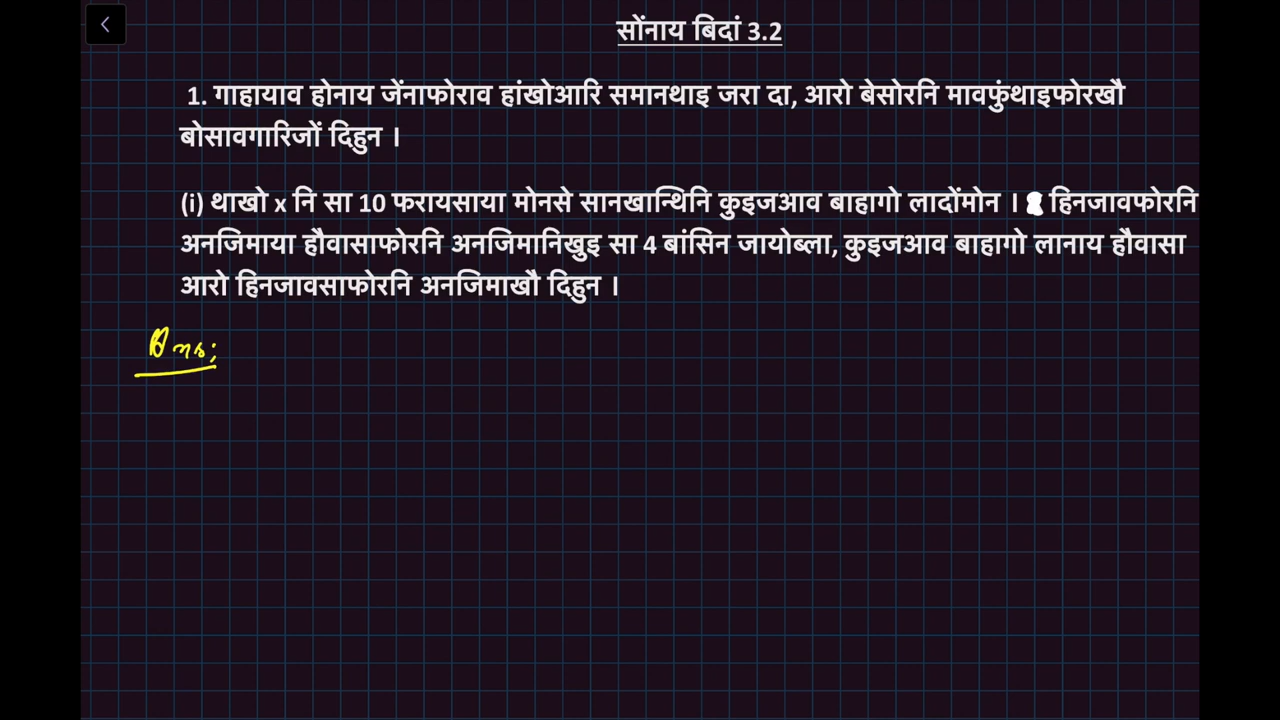 सोंनाय बिदां 3.2
1. गाहायाव होनाय जेंनाफोराव हांखोआरि समानथाइ जरा दा, आरो बेसोरनि मावफुंथाइफोरखौ
बोसावगारिजों दिहुन ।
(i) थाखो x नि सा 10 फरायसाया मोनसे सानखान्थिनि कुइजआव बाहागो लादोंमोन । हिनजावफोरनि
अनजिमाया हौवासाफोरनि अनजिमानिखुइ सा 4 बांसिन जायोब्ला, कुइजआव बाहागो लानाय हौवासा
आरो हिनजावसाफोरनि अनजिमाखौ दिहुन ।
Ans;